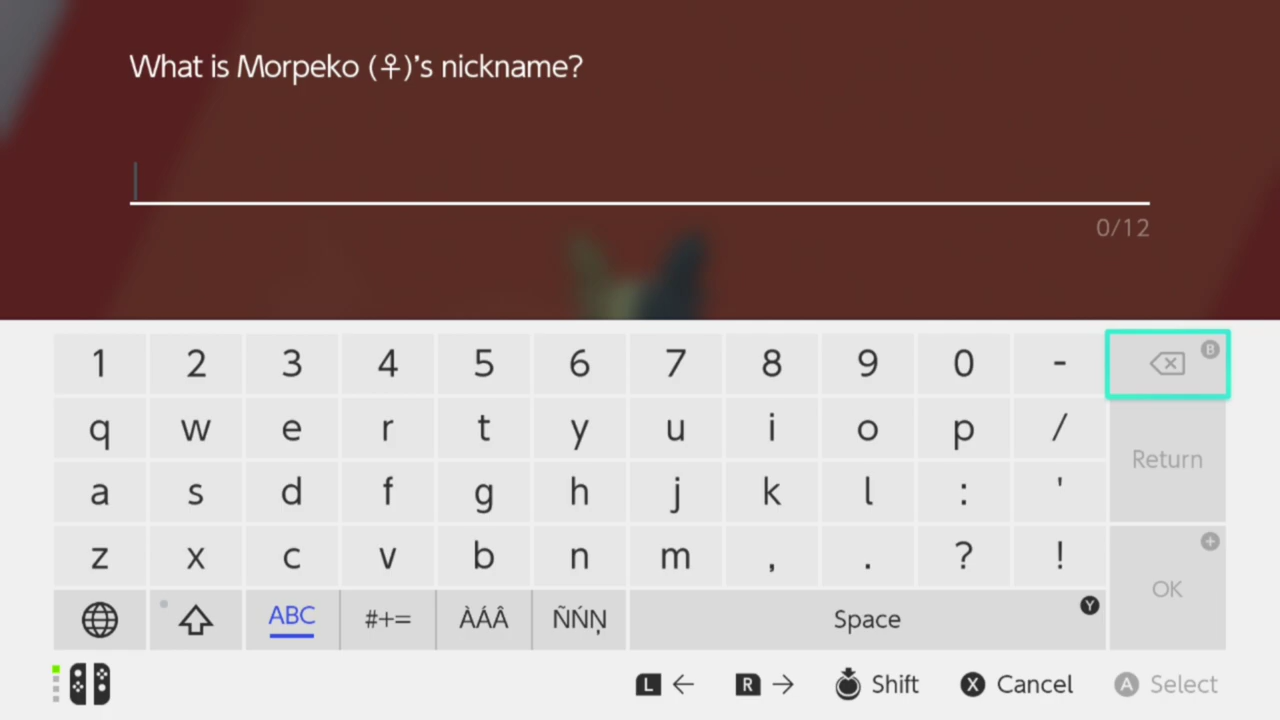 What is Morpeko (♀)'s nickname?
0/12
1 2 3 4 5 6 7 8 9 0 - B
q w e r t y u i o p /
Return
a s d f g h j k l : '
z x c v b n m , . ? ! +
OK
ABC #+= ÀÁÂ ÑŃŅ Space Y
L ← R → Shift X Cancel A Select